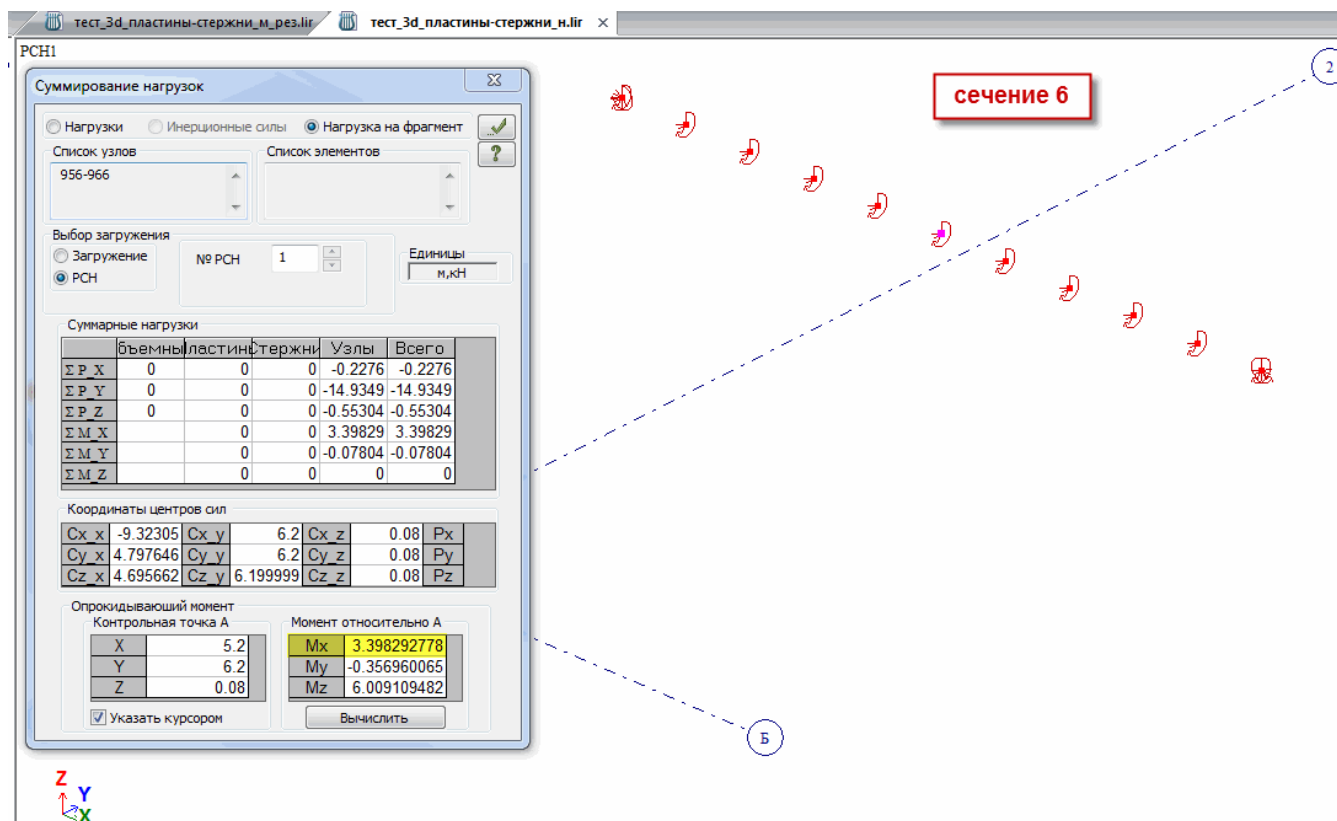 тест_3d_пластины-стержни_м_рез.lir тест_3d_пластины-стержни_н.lir
РСН1
Суммирование нагрузок
сечение 6
2
Нагрузки Инерционные силы Нагрузка на фрагмент
Список узлов Список элементов
956-966
Выбор загружения
Загружение № РСН 1 Единицы
РСН м,кН
Суммарные нагрузки
бъемны ластин Стержни Узлы Всего
Σ P_X 0 0 0 -0.2276 -0.2276
Σ P_Y 0 0 0 -14.9349 -14.9349
Σ P_Z 0 0 0 -0.55304 -0.55304
Σ M_X 0 0 3.39829 3.39829
Σ M_Y 0 0 -0.07804 -0.07804
Σ M_Z 0 0 0 0
Координаты центров сил
Cx_x -9.32305 Cx_y 6.2 Cx_z 0.08 Px
Cy_x 4.797646 Cy_y 6.2 Cy_z 0.08 Py
Cz_x 4.695662 Cz_y 6.199999 Cz_z 0.08 Pz
Опрокидывающий момент
Контрольная точка А Момент относительно А
X 5.2 Mx 3.398292778
Y 6.2 My -0.356960065
Z 0.08 Mz 6.009109482
Указать курсором Вычислить
Б
Z
Y
X